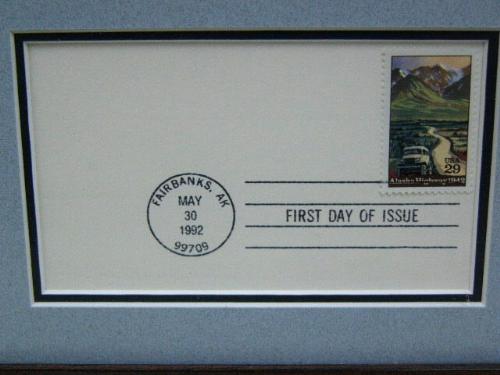 USA
29
Alaska Highway 1942
FAIRBANKS, AK
MAY
30
1992
99709
FIRST DAY OF ISSUE